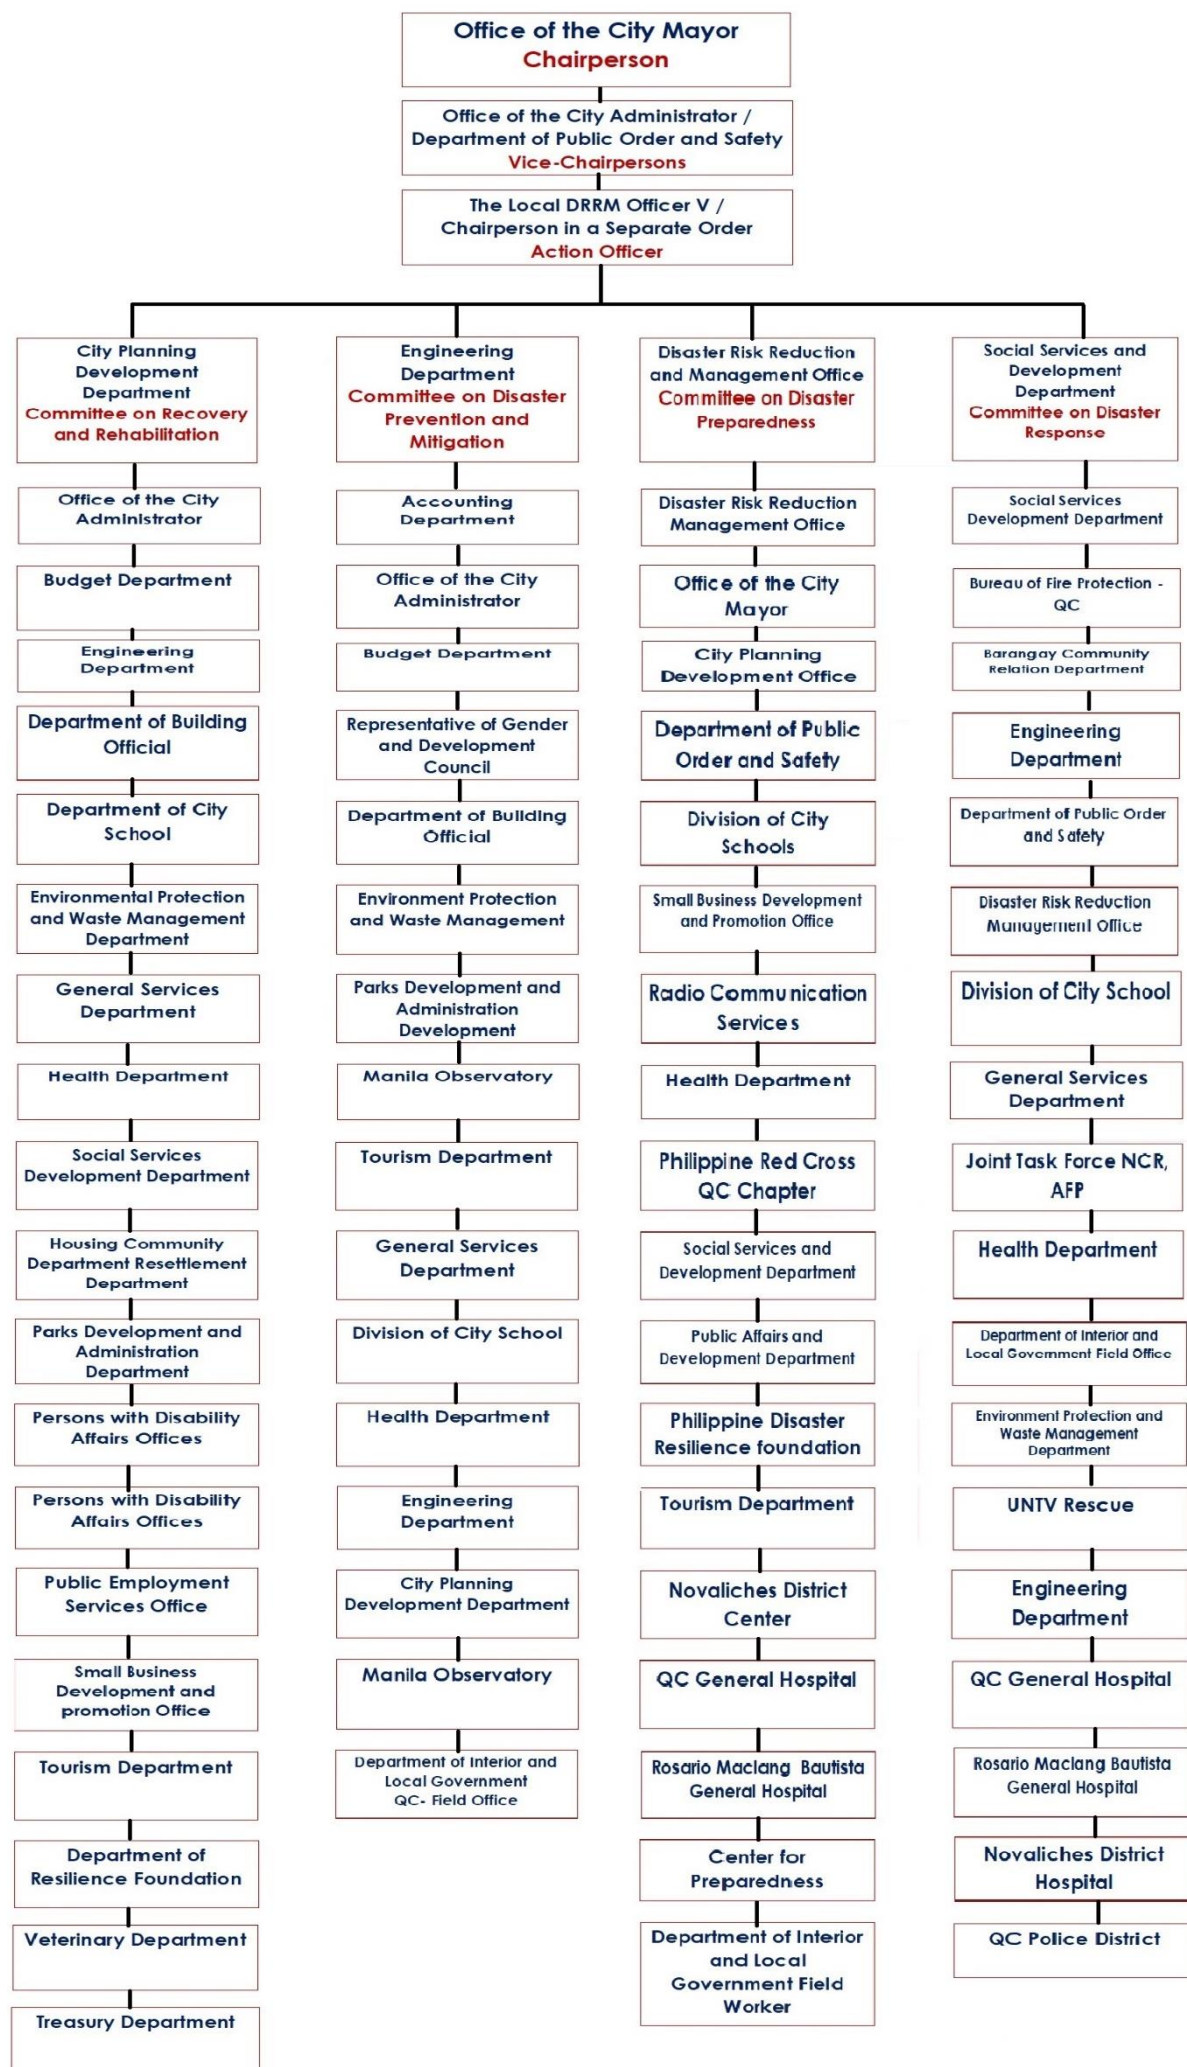 Office of the City Mayor
Chairperson
Office of the City Administrator /
Department of Public Order and Safety
Vice-Chairpersons
The Local DRRM Officer V /
Chairperson in a Separate Order
Action Officer
City Planning
Development
Department
Committee on Recovery
and Rehabilitation
Office of the City
Administrator
Budget Department
Engineering
Department
Department of Building
Official
Department of City
School
Environmental Protection
and Waste Management
Department
General Services
Department
Health Department
Social Services
Development Department
Housing Community
Department Resettlement
Department
Parks Development and
Administration
Department
Persons with Disability
Affairs Offices
Persons with Disability
Affairs Offices
Public Employment
Services Office
Small Business
Development and
promotion Office
Tourism Department
Department of
Resilience Foundation
Veterinary Department
Treasury Department
Engineering
Department
Committee on Disaster
Prevention and
Mitigation
Accounting
Department
Office of the City
Administrator
Budget Department
Representative of Gender
and Development
Council
Department of Building
Official
Environment Protection
and Waste Management
Parks Development and
Administration
Development
Manila Observatory
Tourism Department
General Services
Department
Division of City School
Health Department
Engineering
Department
City Planning
Development Department
Manila Observatory
Department of Interior and
Local Government
QC- Field Office
Disaster Risk Reduction
and Management Office
Committee on Disaster
Preparedness
Disaster Risk Reduction
Management Office
Office of the City
Mayor
City Planning
Development Office
Department of Public
Order and Safety
Division of City
Schools
Small Business Development
and Promotion Office
Radio Communication
Services
Health Department
Philippine Red Cross
QC Chapter
Social Services and
Development Department
Public Affairs and
Development Department
Philippine Disaster
Resilience foundation
Tourism Department
Novaliches District
Center
QC General Hospital
Rosario Maclang Bautista
General Hospital
Center for
Preparedness
Department of Interior
and Local
Government Field
Worker
Social Services and
Development
Department
Committee on Disaster
Response
Social Services
Development Department
Bureau of Fire Protection -
QC
Barangay Community
Relation Department
Engineering
Department
Department of Public Order
and Safety
Disaster Risk Reduction
Management Office
Division of City School
General Services
Department
Joint Task Force NCR,
AFP
Health Department
Department of Interior and
Local Government Field Office
Environment Protection and
Waste Management
Department
UNTV Rescue
Engineering
Department
QC General Hospital
Rosario Maclang Bautista
General Hospital
Novaliches District
Hospital
QC Police District